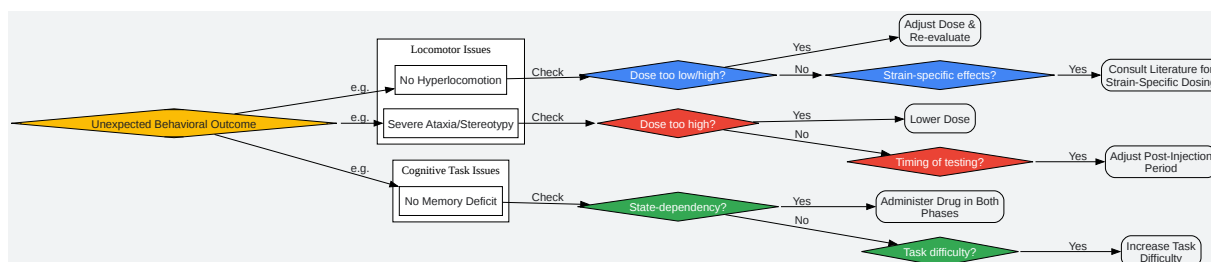 Unexpected Behavioral Outcome
e.g.
e.g.
e.g.
Locomotor Issues
No Hyperlocomotion
Severe Ataxia/Stereotypy
Cognitive Task Issues
No Memory Deficit
Check
Dose too low/high?
Yes
Adjust Dose &
Re-evaluate
No
Strain-specific effects?
Yes
Consult Literature for
Strain-Specific Dosing
Check
Dose too high?
Yes
Lower Dose
No
Timing of testing?
Yes
Adjust Post-Injection
Period
Check
State-dependency?
Yes
Administer Drug in Both
Phases
No
Task difficulty?
Yes
Increase Task
Difficulty